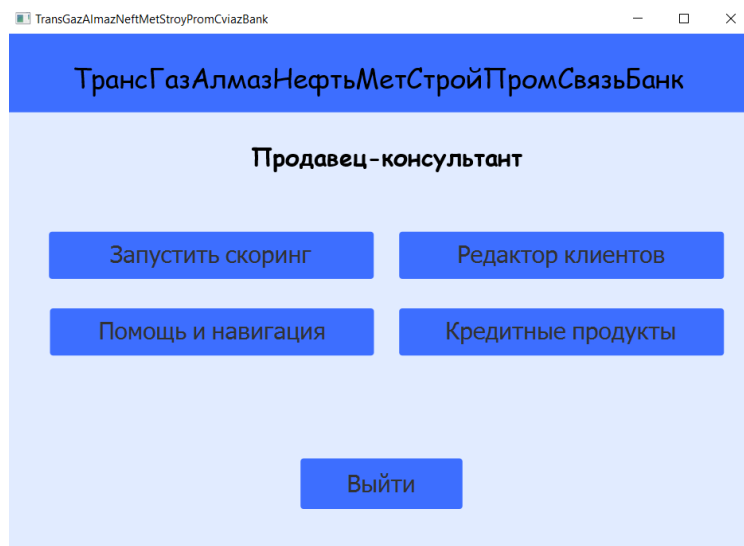 TransGazAlmazNeftMetStroyPromCviazBank
ТрансГазАлмазНефтьМетСтройПромСвязьБанк
Продавец-консультант
Запустить скоринг
Редактор клиентов
Помощь и навигация
Кредитные продукты
Выйти